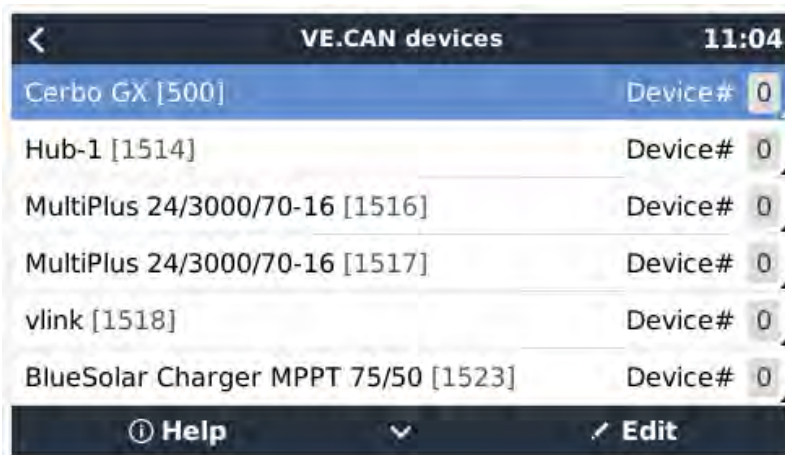 VE.CAN devices 11:04
Cerbo GX [500] Device# 0
Hub-1 [1514] Device# 0
MultiPlus 24/3000/70-16 [1516] Device# 0
MultiPlus 24/3000/70-16 [1517] Device# 0
vlink [1518] Device# 0
BlueSolar Charger MPPT 75/50 [1523] Device# 0
Help Edit